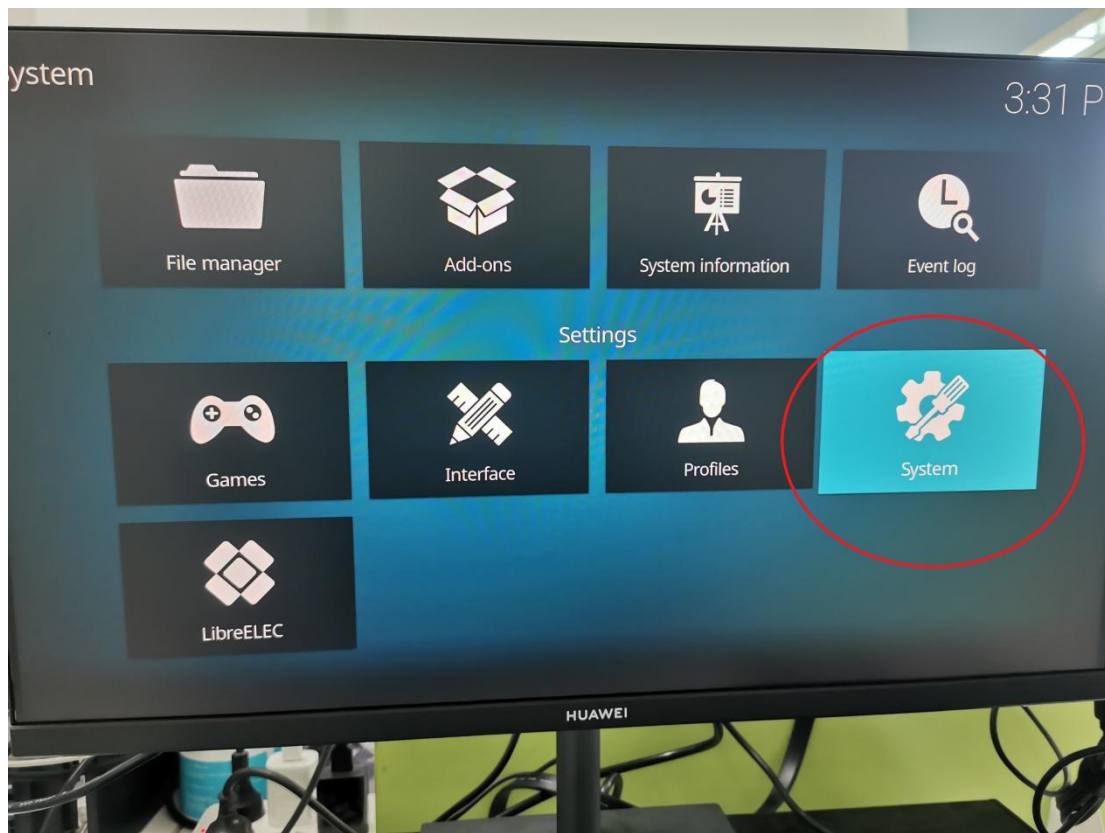 ystem
3:31 P
File manager
Add-ons
System information
Event log
Settings
Games
Interface
Profiles
System
LibreELEC
HUAWEI